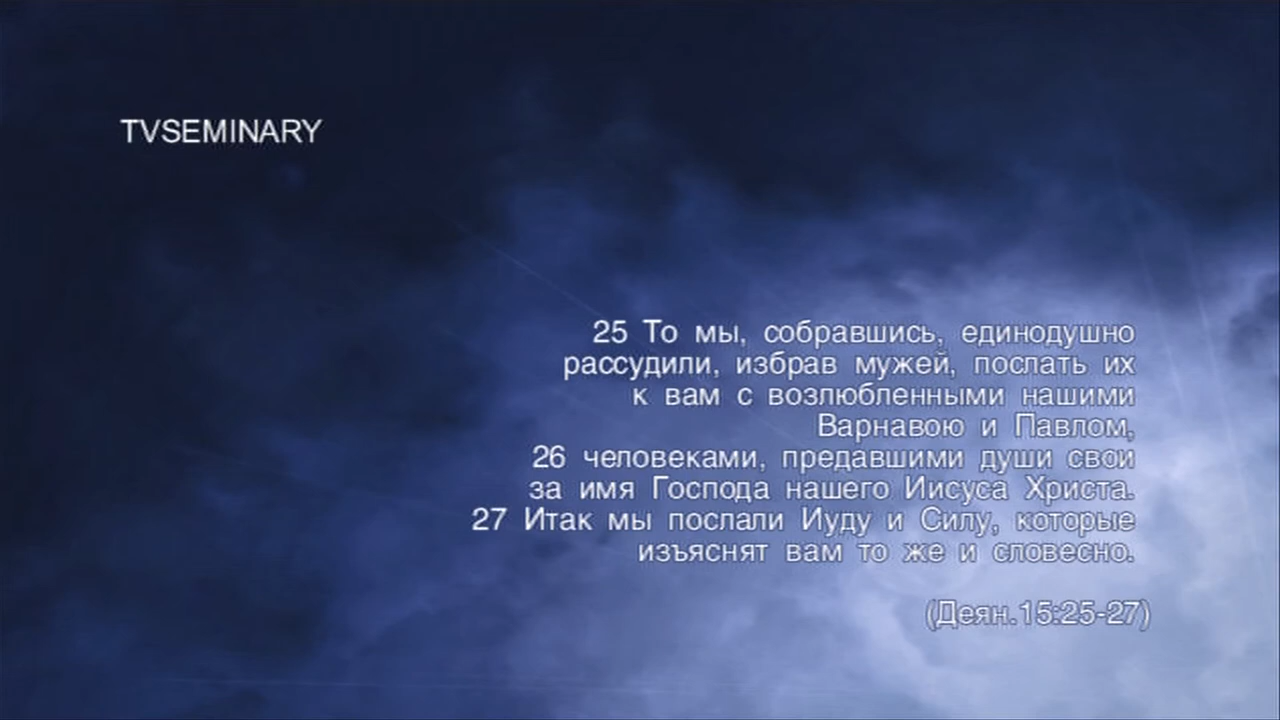 TVSEMINARY
25 То мы, собравшись, единодушно
рассудили, избрав мужей, послать их
к вам с возлюбленными нашими
Варнавою и Павлом,
26 человеками, предавшими души свои
за имя Господа нашего Иисуса Христа.
27 Итак мы послали Иуду и Силу, которые
изъяснят вам то же и словесно.
(Деян.15:25-27)